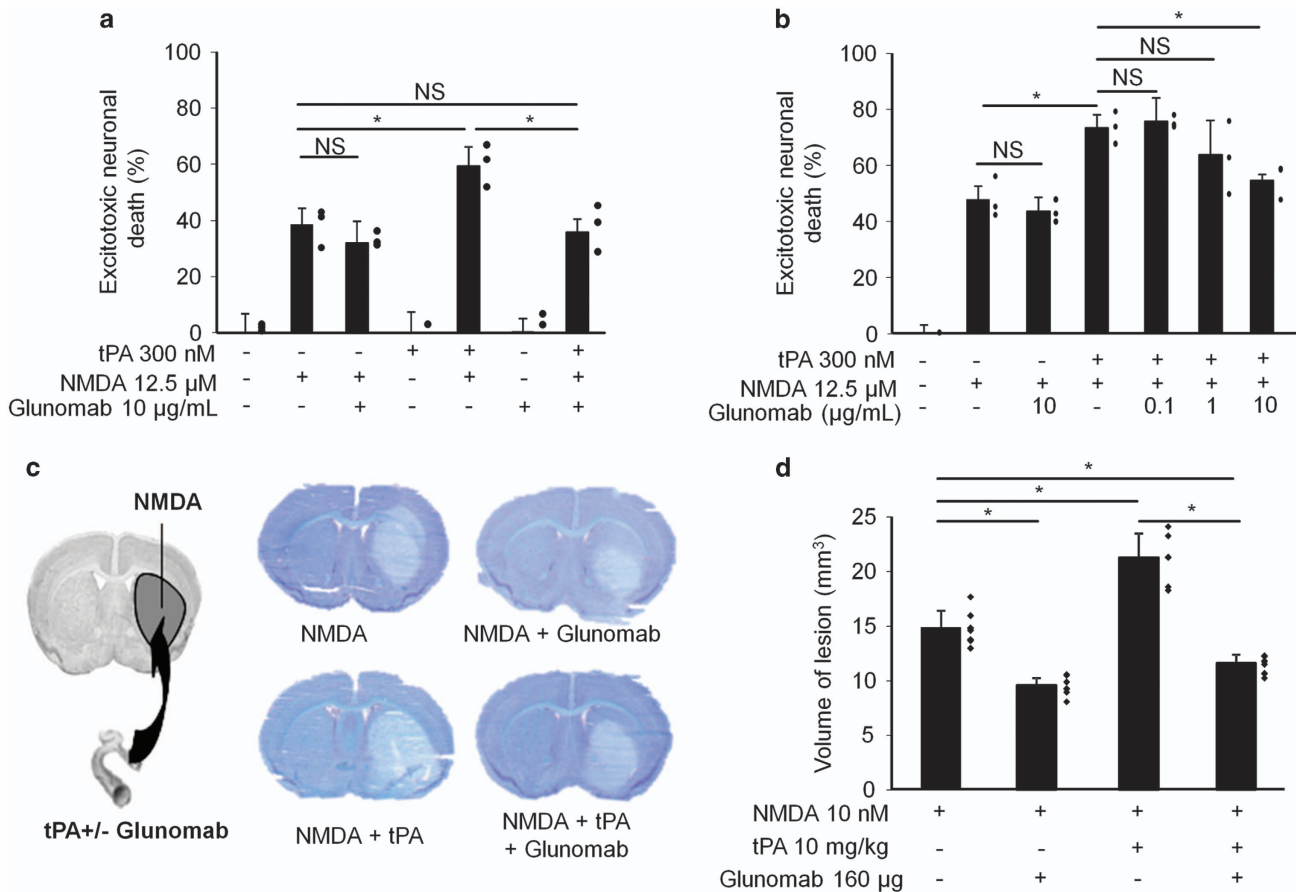 a
Excitotoxic neuronal
death (%)
100
80
60
40
20
0
NS
*
*
NS
tPA 300 nM - - - + + - +
NMDA 12.5 µM - + + - + - +
Glunomab 10 µg/mL - - + - - + +
b
Excitotoxic neuronal
death (%)
100
80
60
40
20
0
*
NS
NS
*
NS
tPA 300 nM - - - + + + +
NMDA 12.5 µM - + + + + + +
Glunomab (µg/mL) - - 10 - 0.1 1 10
c
NMDA
tPA+/- Glunomab
NMDA
NMDA + Glunomab
NMDA + tPA
NMDA + tPA
+ Glunomab
d
Volume of lesion (mm³)
25
20
15
10
5
0
*
*
*
*
NMDA 10 nM + + + +
tPA 10 mg/kg - - + +
Glunomab 160 µg - + - +